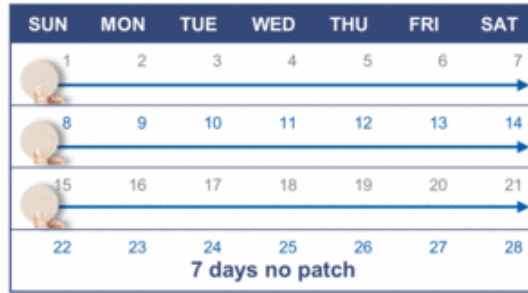 SUN MON TUE WED THU FRI SAT
1 2 3 4 5 6 7
8 9 10 11 12 13 14
15 16 17 18 19 20 21
22 23 24 25 26 27 28
7 days no patch